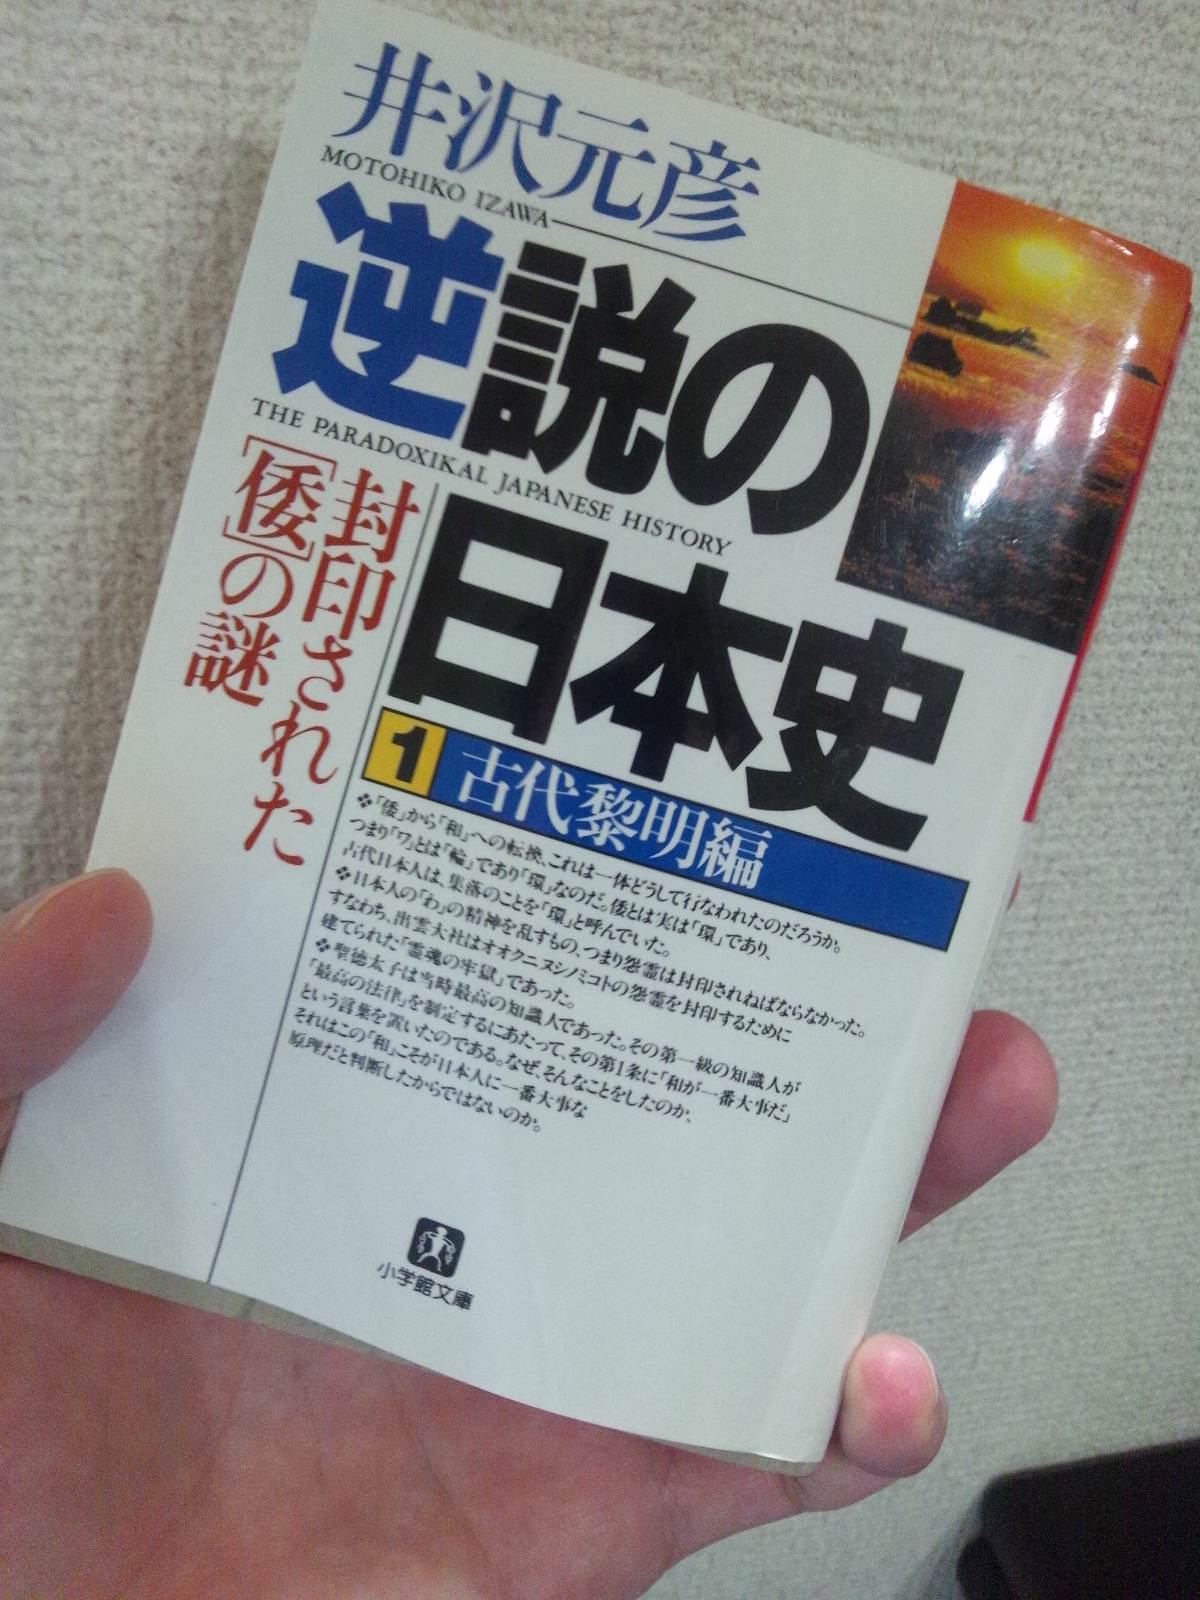 井沢元彦
MOTOHIKO IZAWA
逆説の
THE PARADOXIKAL JAPANESE HISTORY
日本史
1 古代黎明編
封印された
[倭]の謎
❖「倭」から「和」への転換、これは一体どうして行なわれたのだろうか。
つまり「ワ」とは「輪」であり「環」なのだ。倭とは実は「環」であり、
古代日本人は、集落のことを「環」と呼んでいた。
❖日本人の「わ」の精神を乱すもの、つまり怨霊は封印されねばならなかった。
すなわち、出雲大社はオオクニヌシノミコトの怨霊を封印するために
建てられた「霊魂の牢獄」であった。
❖聖徳太子は当時最高の知識人であった。その第一級の知識人が
「最高の法律」を制定するにあたって、その第1条に「和が一番大事だ」
という言葉を置いたのである。なぜ、そんなことをしたのか、
それはこの「和」こそが日本人に一番大事な
原理だと判断したからではないのか。
小学館文庫